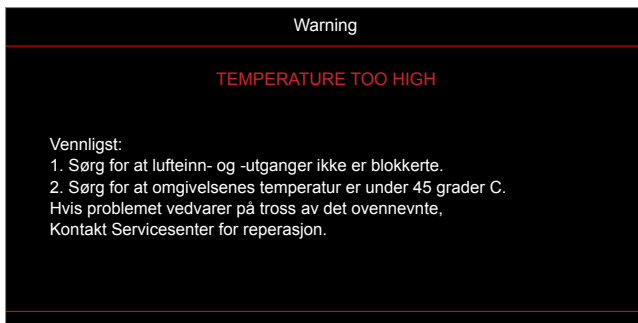 Warning
TEMPERATURE TOO HIGH
Vennligst:
1. Sørg for at lufteinn- og -utganger ikke er blokkerte.
2. Sørg for at omgivelsenes temperatur er under 45 grader C.
Hvis problemet vedvarer på tross av det ovennevnte,
Kontakt Servicesenter for reperasjon.